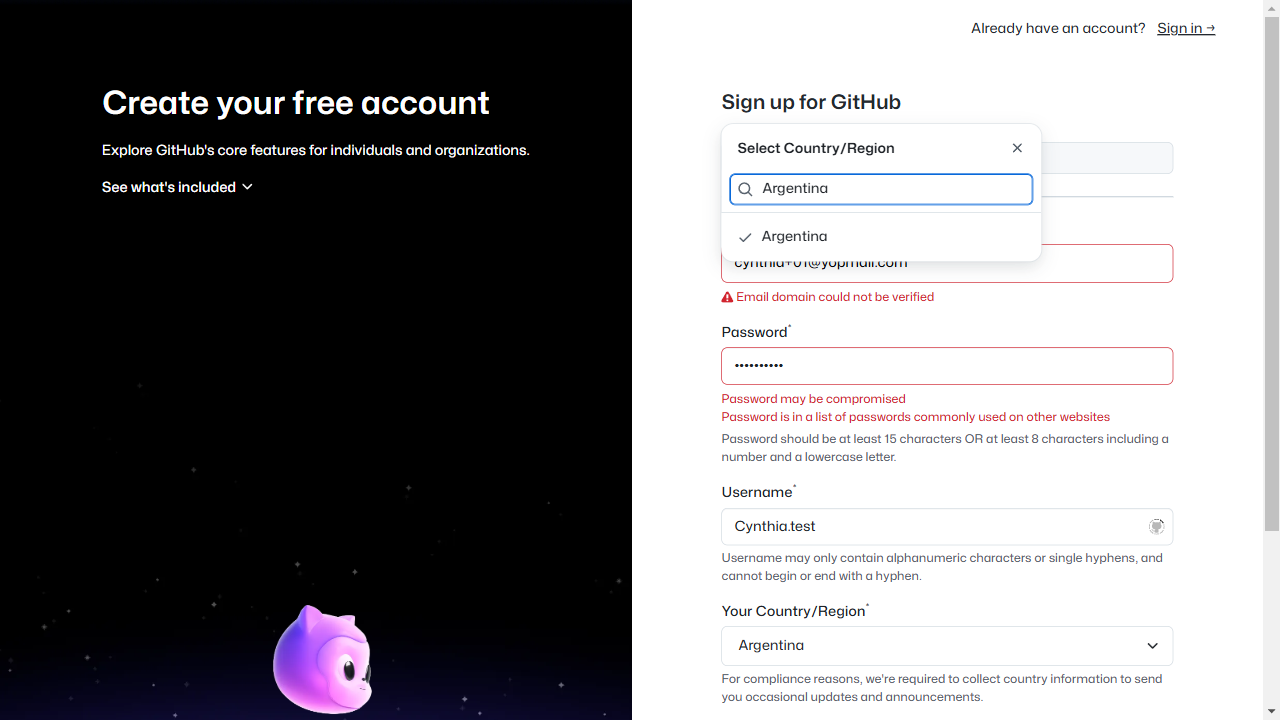 Already have an account? Sign in →
Create your free account
Explore GitHub's core features for individuals and organizations.
See what's included
Sign up for GitHub
Select Country/Region
Argentina
Argentina
cynthia+01@yopmail.com
Email domain could not be verified
Password*
••••••••••
Password may be compromised
Password is in a list of passwords commonly used on other websites
Password should be at least 15 characters OR at least 8 characters including a
number and a lowercase letter.
Username*
Cynthia.test
Username may only contain alphanumeric characters or single hyphens, and
cannot begin or end with a hyphen.
Your Country/Region*
Argentina
For compliance reasons, we're required to collect country information to send
you occasional updates and announcements.